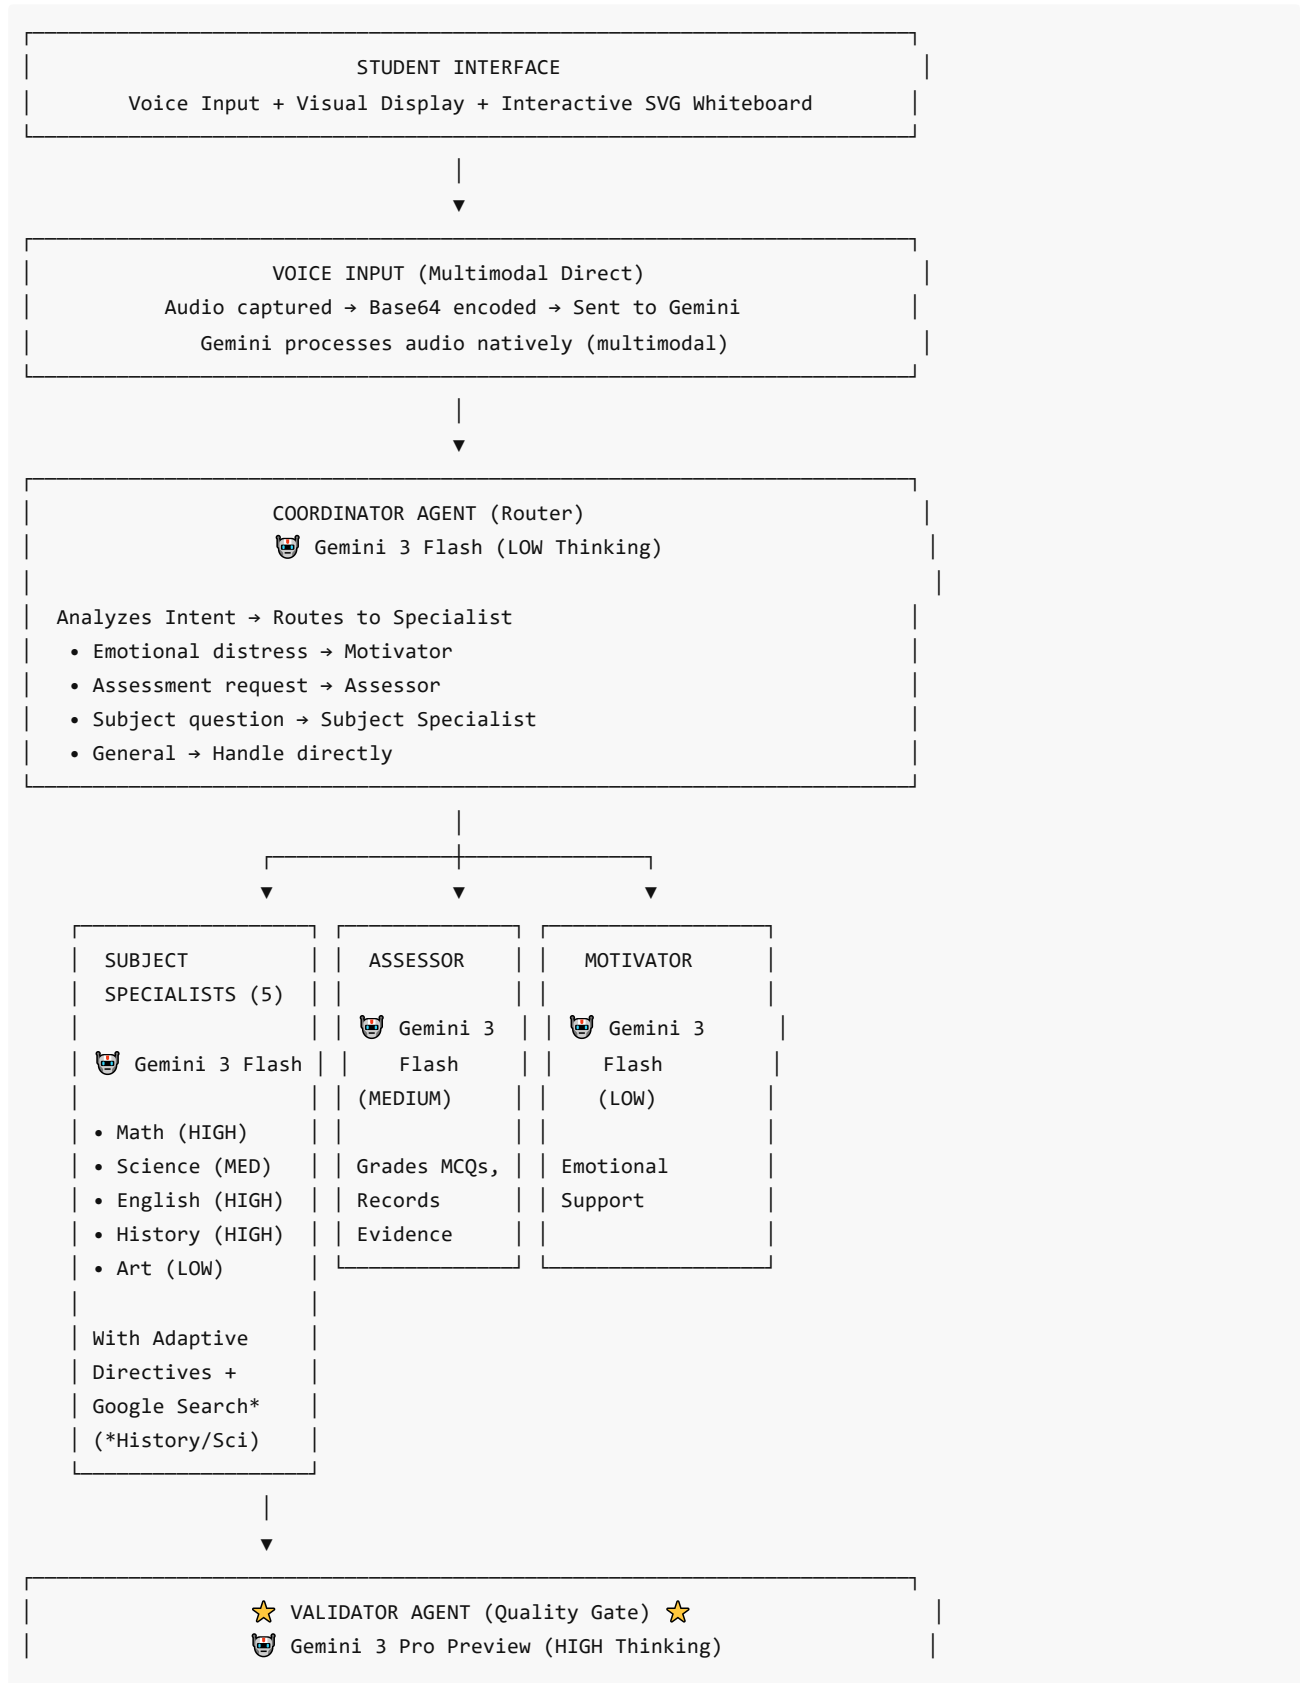 STUDENT INTERFACE
Voice Input + Visual Display + Interactive SVG Whiteboard
▼
VOICE INPUT (Multimodal Direct)
Audio captured → Base64 encoded → Sent to Gemini
Gemini processes audio natively (multimodal)
▼
COORDINATOR AGENT (Router)
🤖 Gemini 3 Flash (LOW Thinking)
Analyzes Intent → Routes to Specialist
• Emotional distress → Motivator
• Assessment request → Assessor
• Subject question → Subject Specialist
• General → Handle directly
▼ ▼ ▼
SUBJECT
SPECIALISTS (5)
🤖 Gemini 3 Flash
• Math (HIGH)
• Science (MED)
• English (HIGH)
• History (HIGH)
• Art (LOW)
With Adaptive
Directives +
Google Search*
(*History/Sci)
ASSESSOR
🤖 Gemini 3
Flash
(MEDIUM)
Grades MCQs,
Records
Evidence
MOTIVATOR
🤖 Gemini 3
Flash
(LOW)
Emotional
Support
▼
⭐ VALIDATOR AGENT (Quality Gate) ⭐
🤖 Gemini 3 Pro Preview (HIGH Thinking)